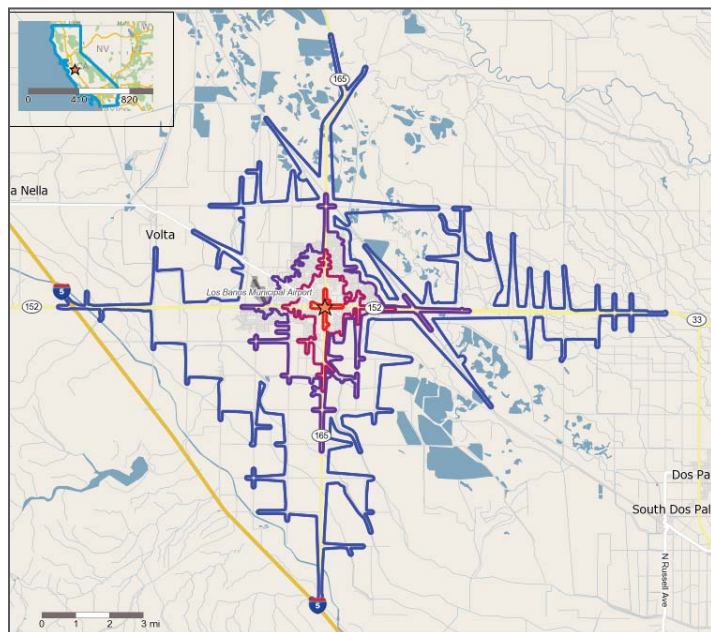 NV
CA
0 410 820
165
a Nella
Volta
5
Los Banos Municipal Airport
152
152
33
165
Dos Pa
South Dos Pal
N Russell Ave
5
0 1 2 3 mi